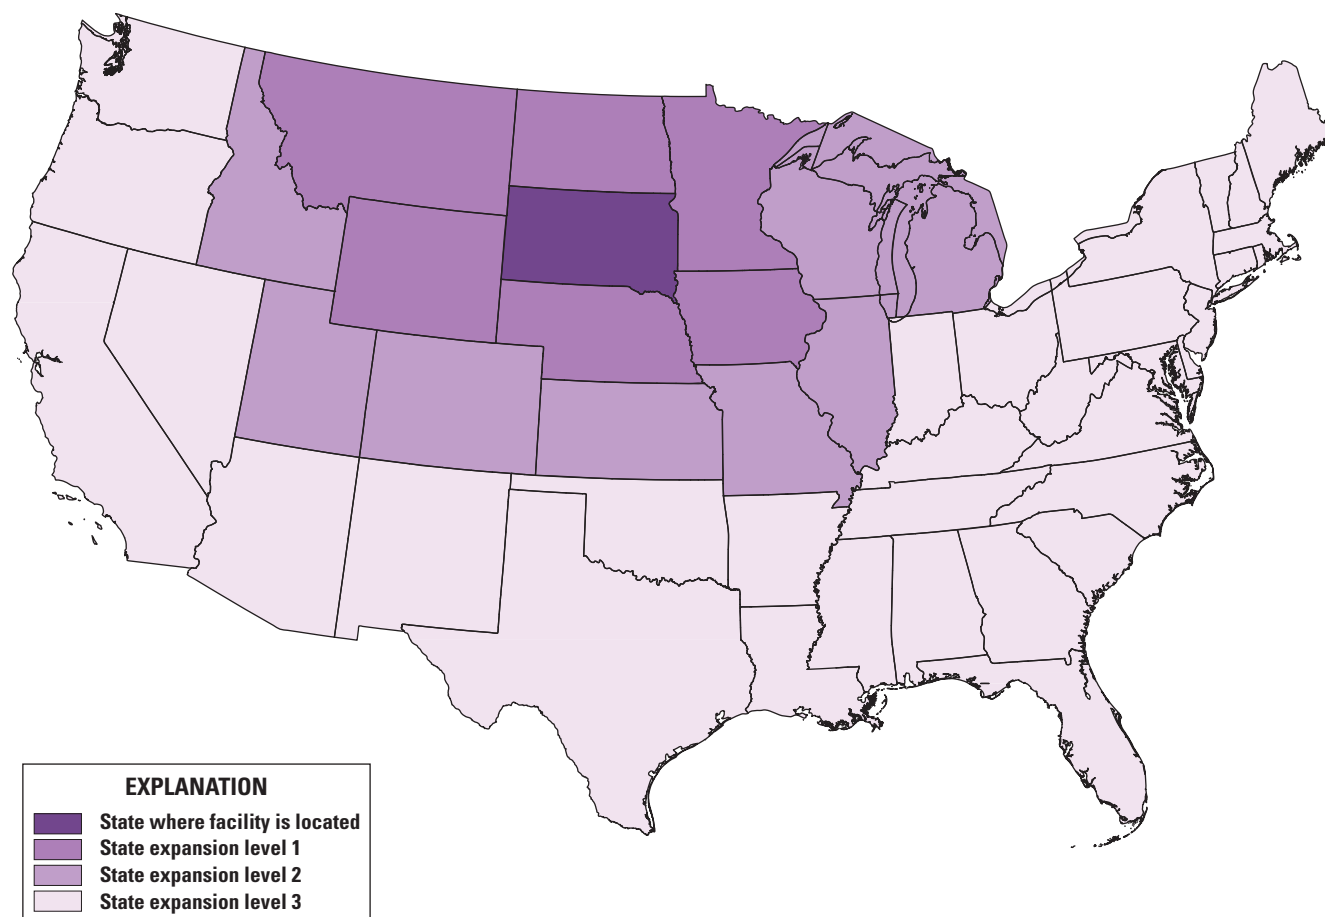 EXPLANATION
State where facility is located
State expansion level 1
State expansion level 2
State expansion level 3